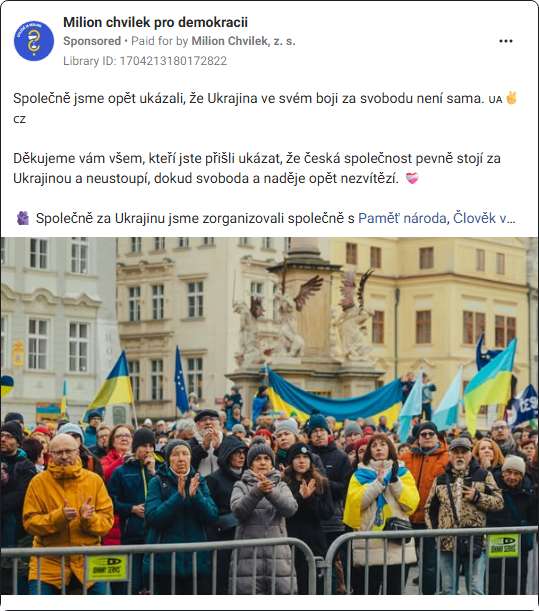 Milion chvilek pro demokracii
Sponsored • Paid for by Milion Chvilek, z. s.
Library ID: 1704213180172822
Společně jsme opět ukázali, že Ukrajina ve svém boji za svobodu není sama. UA✌
CZ
Děkujeme vám všem, kteří jste přišli ukázat, že česká společnost pevně stojí za
Ukrajinou a neustoupí, dokud svoboda a naděje opět nezvítězí. 💝
Společně za Ukrajinu jsme zorganizovali společně s Paměť národa, Člověk v...